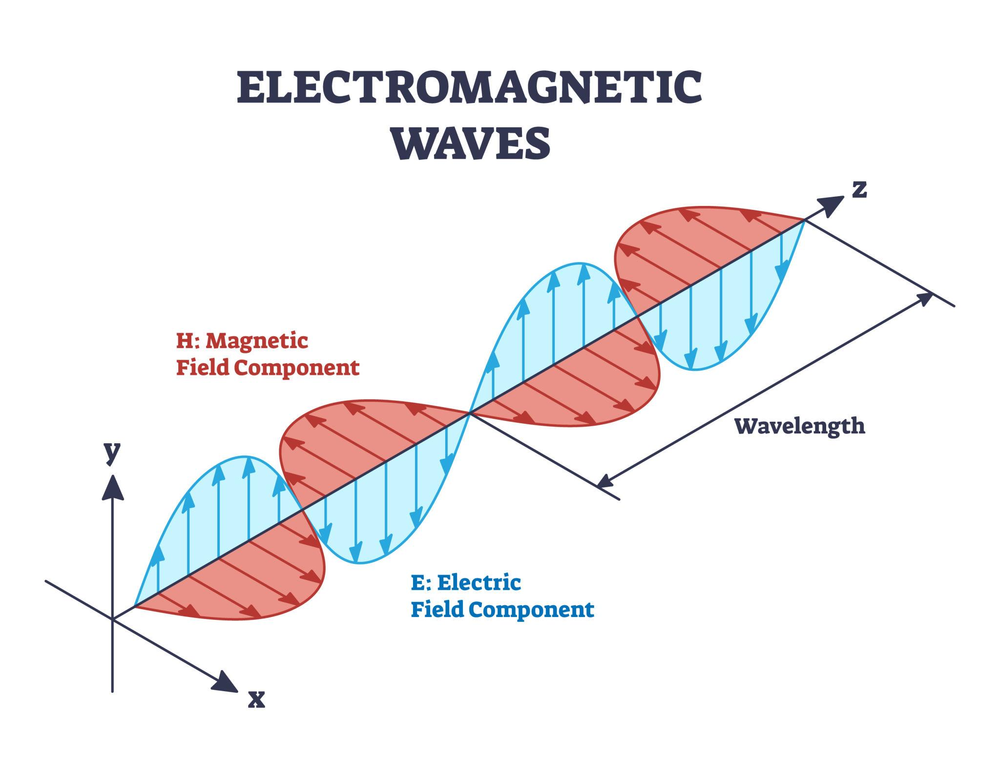 ELECTROMAGNETIC
WAVES
z
H: Magnetic
Field Component
Wavelength
y
E: Electric
Field Component
x